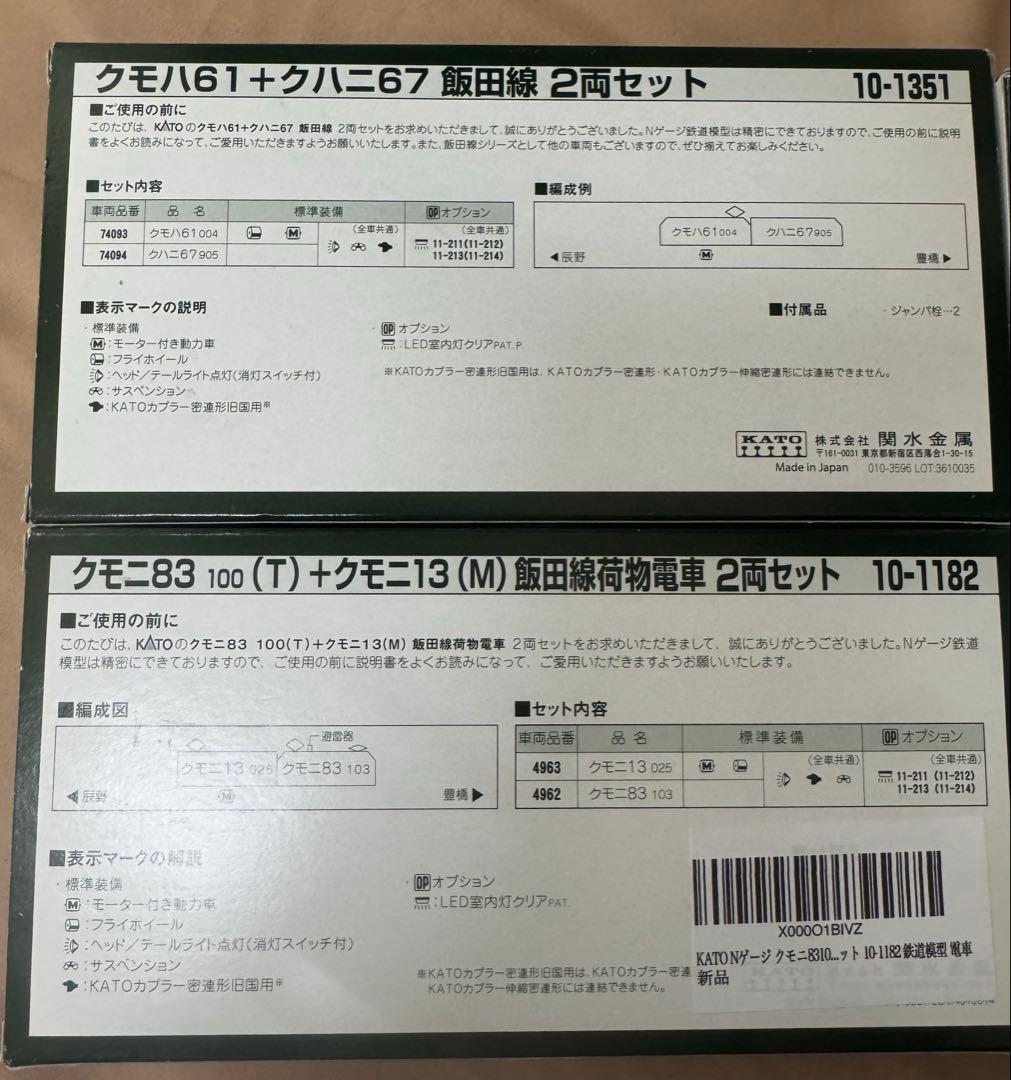 クモハ61+クハニ67 飯田線 2両セット 10-1351
■ご使用の前に
このたびは、KATOのクモハ61+クハニ67 飯田線 2両セットをお求めいただきまして、誠にありがとうございました。Nゲージ鉄道模型は精密にできておりますので、ご使用の前に説明
書をよくお読みになって、ご愛用いただきますようお願いいたします。また、飯田線シリーズとして他の車両もございますので、ぜひ揃えてお楽しみください。
■セット内容
車両品番 品 名 標準装備 OPオプション
74093 クモハ61004 M (全車共通) (全車共通)
74094 クハニ67905 11-211(11-212)
11-213(11-214)
■編成例
クモハ61004 クハニ67905
◀辰野 M 豊橋▶
■表示マークの説明
・標準装備
M:モーター付き動力車
:フライホイール
:ヘッド/テールライト点灯(消灯スイッチ付)
:サスペンション
:KATOカプラー密連形旧国用※
・OPオプション
:LED室内灯クリアPAT.P.
※KATOカプラー密連形旧国用は、KATOカプラー密連形・KATOカプラー伸縮密連形には連結できません。
■付属品 ・ジャンパ栓…2
KATO 株式会社 関水金属
〒161-0031 東京都新宿区西落合1-30-15
Made in Japan 010-3596 LOT:3610035
クモニ83 100(T)+クモニ13(M)飯田線荷物電車 2両セット 10-1182
■ご使用の前に
このたびは、KATOのクモニ83 100(T)+クモニ13(M) 飯田線荷物電車 2両セットをお求めいただきまして、誠にありがとうございました。Nゲージ鉄道
模型は精密にできておりますので、ご使用の前に説明書をよくお読みになって、ご愛用いただきますようお願いいたします。
■編成図
避雷器
クモニ13 025 クモニ83 103
◀辰野 M 豊橋▶
■セット内容
車両品番 品 名 標準装備 OPオプション
4963 クモニ13 025 M (全車共通) (全車共通)
4962 クモニ83 103 11-211 (11-212)
11-213 (11-214)
■表示マークの解説
・標準装備
M:モーター付き動力車
:フライホイール
:ヘッド/テールライト点灯(消灯スイッチ付)
:サスペンション
:KATOカプラー密連形旧国用※
・OPオプション
:LED室内灯クリアPAT.
※KATOカプラー密連形旧国用は、KATOカプラー密連
KATOカプラー伸縮密連形には連結できません。
X000O1BIVZ
KATO Nゲージ クモニ8310...ット 10-1182 鉄道模型 電車
新品